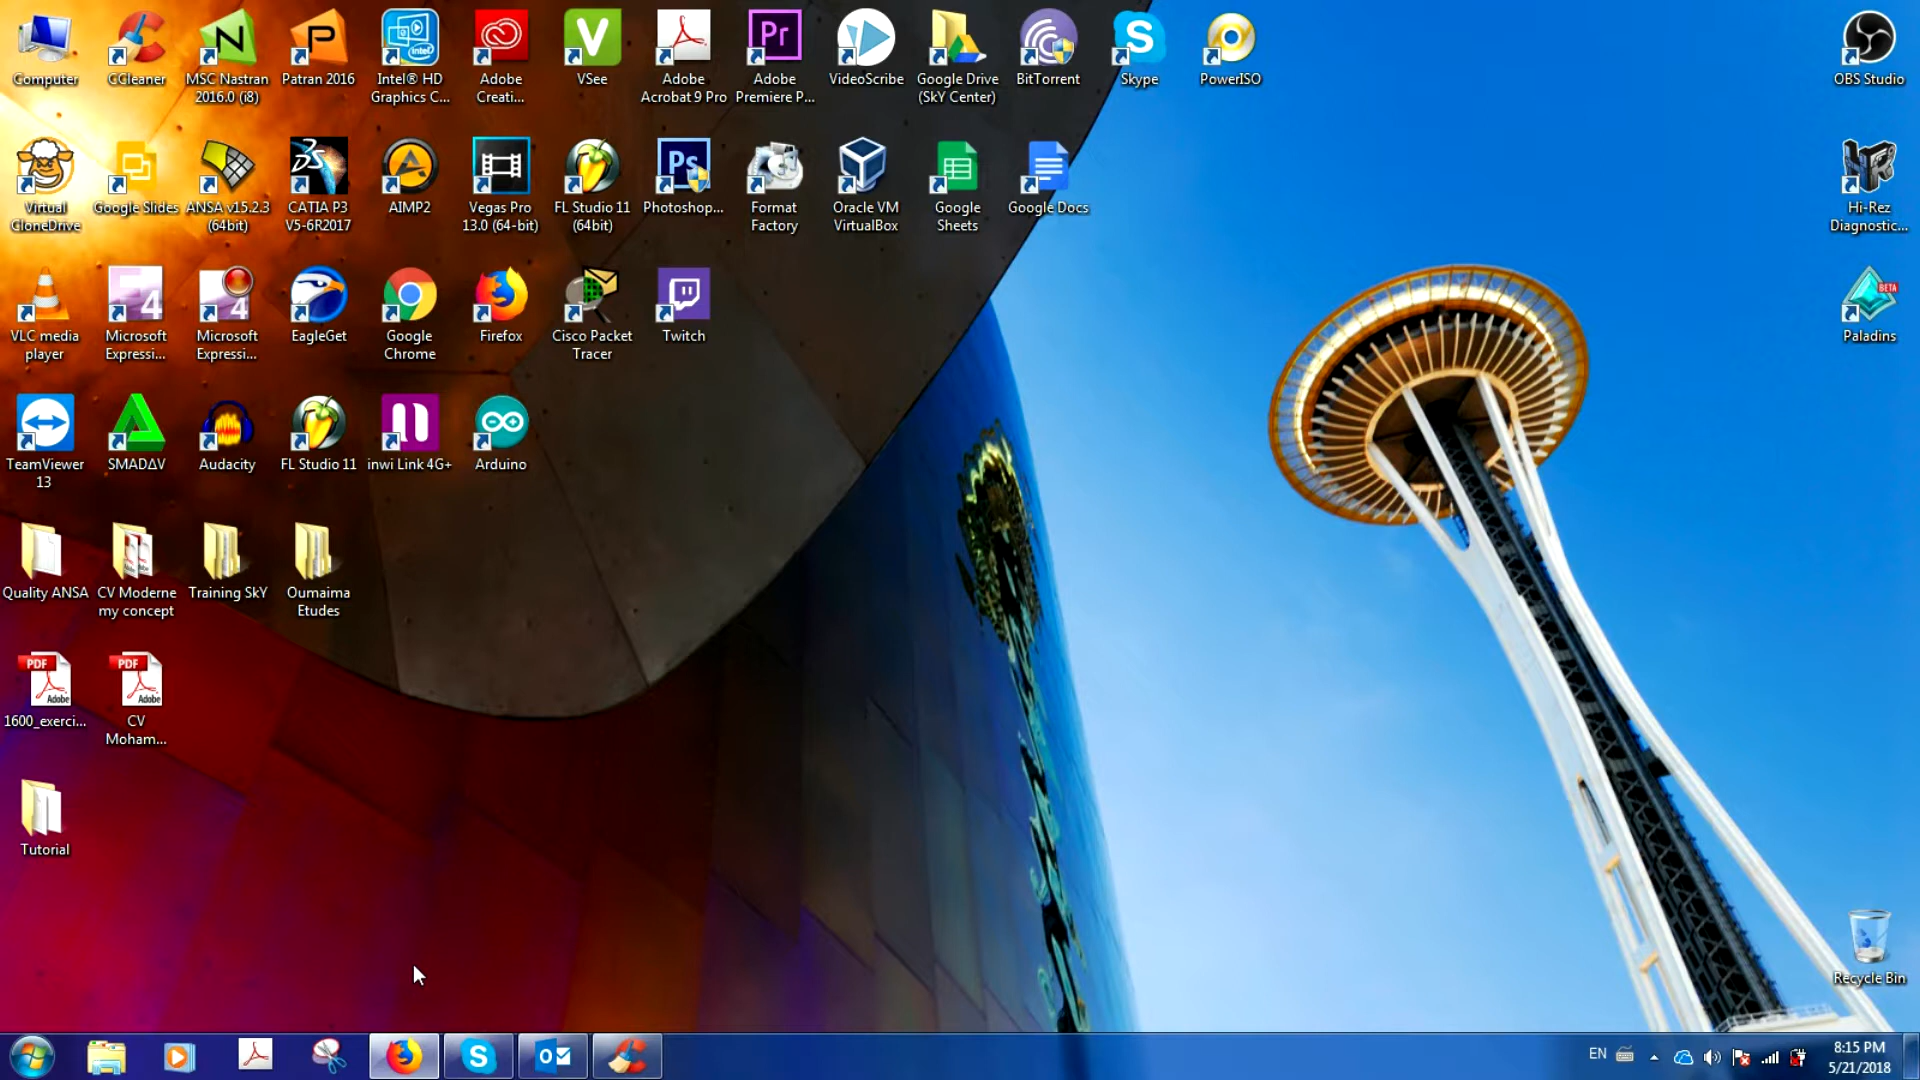 Computer
CCleaner
MSC Nastran
2016.0 (i8)
Patran 2016
Intel® HD
Graphics C...
Adobe
Creati...
VSee
Adobe
Acrobat 9 Pro
Adobe
Premiere P...
VideoScribe
Google Drive
(SkY Center)
BitTorrent
Skype
PowerISO
OBS Studio
Virtual
CloneDrive
Google Slides
ANSA v15.2.3
(64bit)
CATIA P3
V5-6R2017
AIMP2
Vegas Pro
13.0 (64-bit)
FL Studio 11
(64bit)
Photoshop...
Format
Factory
Oracle VM
VirtualBox
Google
Sheets
Google Docs
Hi-Rez
Diagnostic...
VLC media
player
Microsoft
Expressi...
Microsoft
Expressi...
EagleGet
Google
Chrome
Firefox
Cisco Packet
Tracer
Twitch
BETA
Paladins
TeamViewer
13
SMADΔV
Audacity
FL Studio 11
inwi Link 4G+
Arduino
Quality ANSA
CV Moderne
my concept
Training SkY
Oumaima
Etudes
PDF
Adobe
1600_exerci...
PDF
Adobe
CV
Moham...
Tutorial
Recycle Bin
EN
8:15 PM
5/21/2018